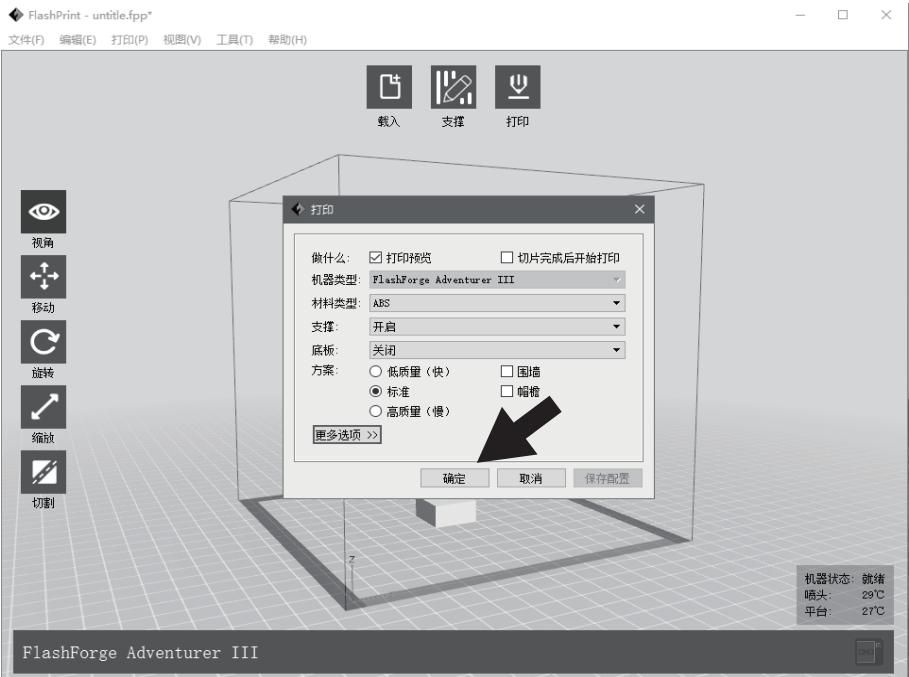 FlashPrint - untitle.fpp*
文件(F) 编辑(E) 打印(P) 视图(V) 工具(T) 帮助(H)
载入 支撑 打印
视角
移动
旋转
缩放
切割
打印
做什么: 打印预览 切片完成后开始打印
机器类型: FlashForge Adventurer III
材料类型: ABS
支撑: 开启
底板: 关闭
方案: 低质量（快） 围墙
标准 帽檐
高质量（慢）
更多选项 >>
确定 取消 保存配置
Z
机器状态: 就绪
喷头: 29℃
平台: 27℃
FlashForge Adventurer III